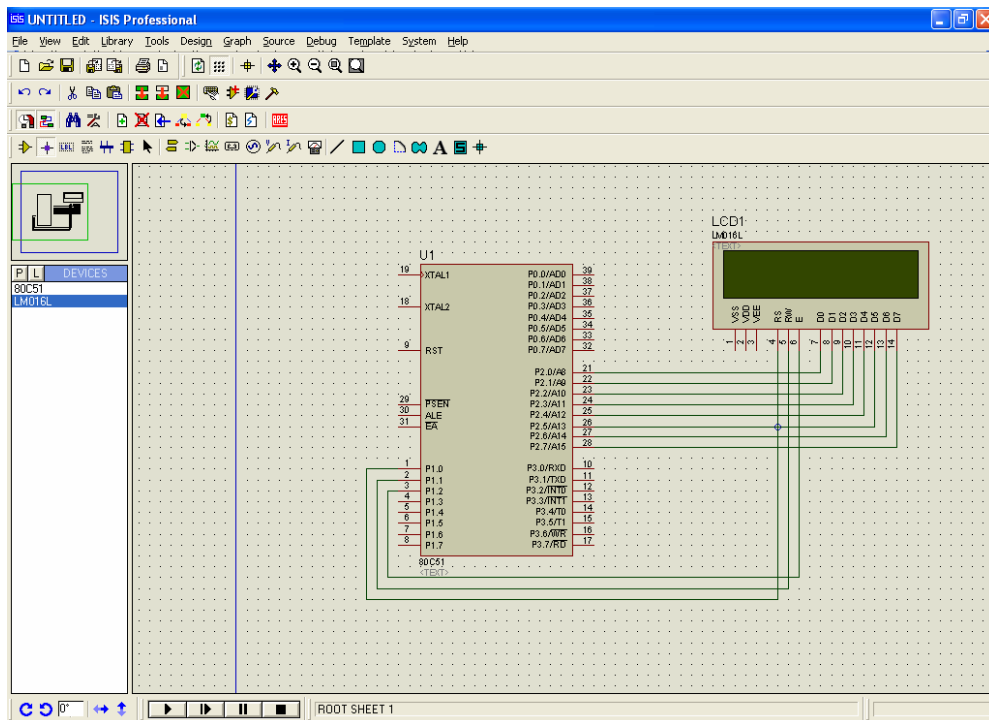 ISIS UNTITLED - ISIS Professional
File View Edit Library Tools Design Graph Source Debug Template System Help
A S
P L DEVICES
80C51
LM016L
LCD1
LM016L
<TEXT>
VSS VDD VEE RS RW E D0 D1 D2 D3 D4 D5 D6 D7
1 2 3 4 5 6 7 8 9 10 11 12 13 14
U1
19 XTAL1 P0.0/AD0 39
P0.1/AD1 38
P0.2/AD2 37
18 XTAL2 P0.3/AD3 36
P0.4/AD4 35
P0.5/AD5 34
P0.6/AD6 33
9 RST P0.7/AD7 32
P2.0/A8 21
P2.1/A9 22
P2.2/A10 23
29 PSEN P2.3/A11 24
30 ALE P2.4/A12 25
31 EA P2.5/A13 26
P2.6/A14 27
P2.7/A15 28
1 P1.0 P3.0/RXD 10
2 P1.1 P3.1/TXD 11
3 P1.2 P3.2/INT0 12
4 P1.3 P3.3/INT1 13
5 P1.4 P3.4/T0 14
6 P1.5 P3.5/T1 15
7 P1.6 P3.6/WR 16
8 P1.7 P3.7/RD 17
80C51
<TEXT>
0° ROOT SHEET 1